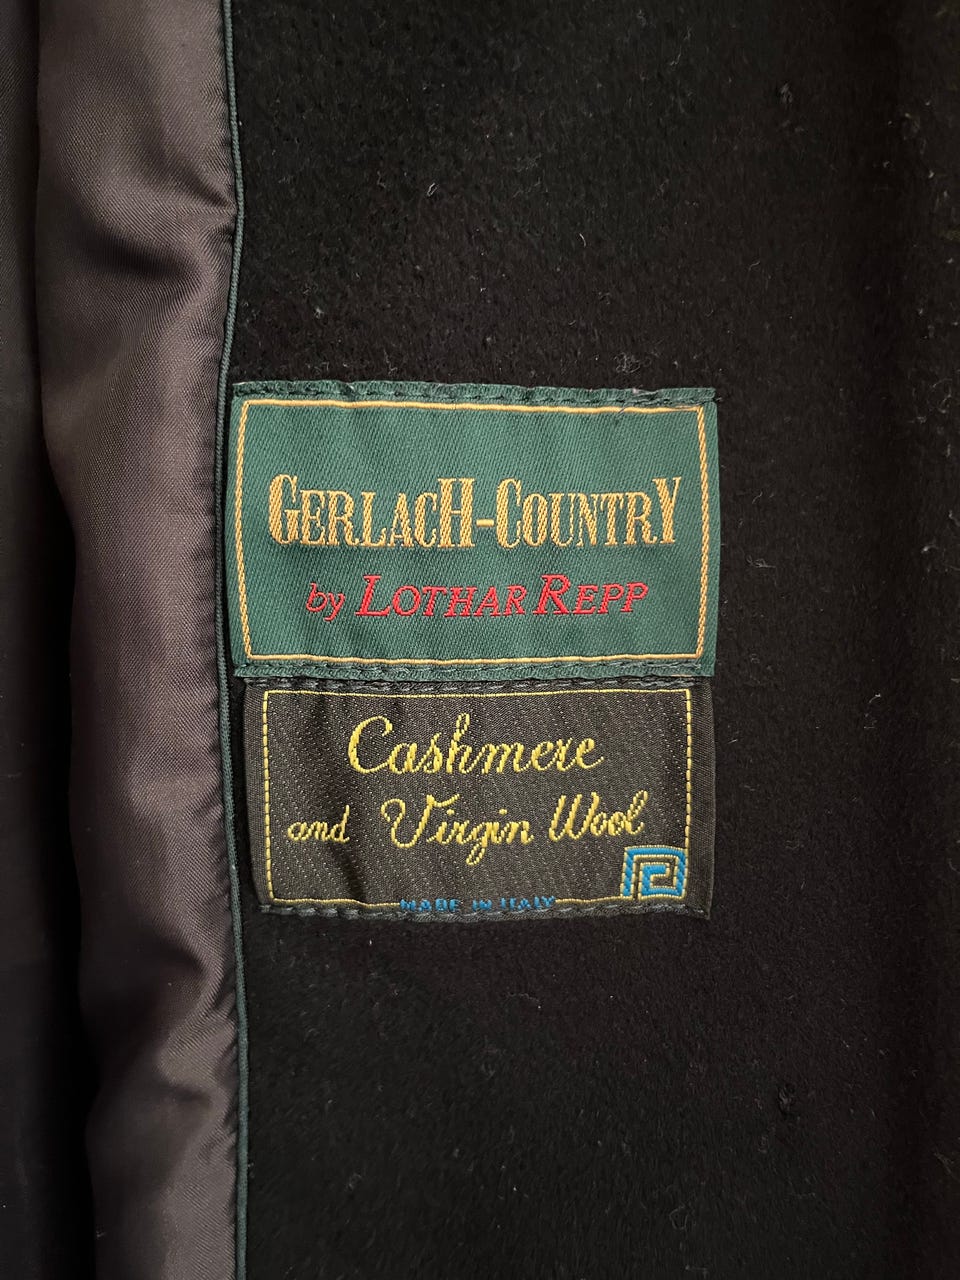 GERLACH-COUNTRY
by LOTHAR REPP
Cashmere
and Virgin Wool
MADE IN ITALY